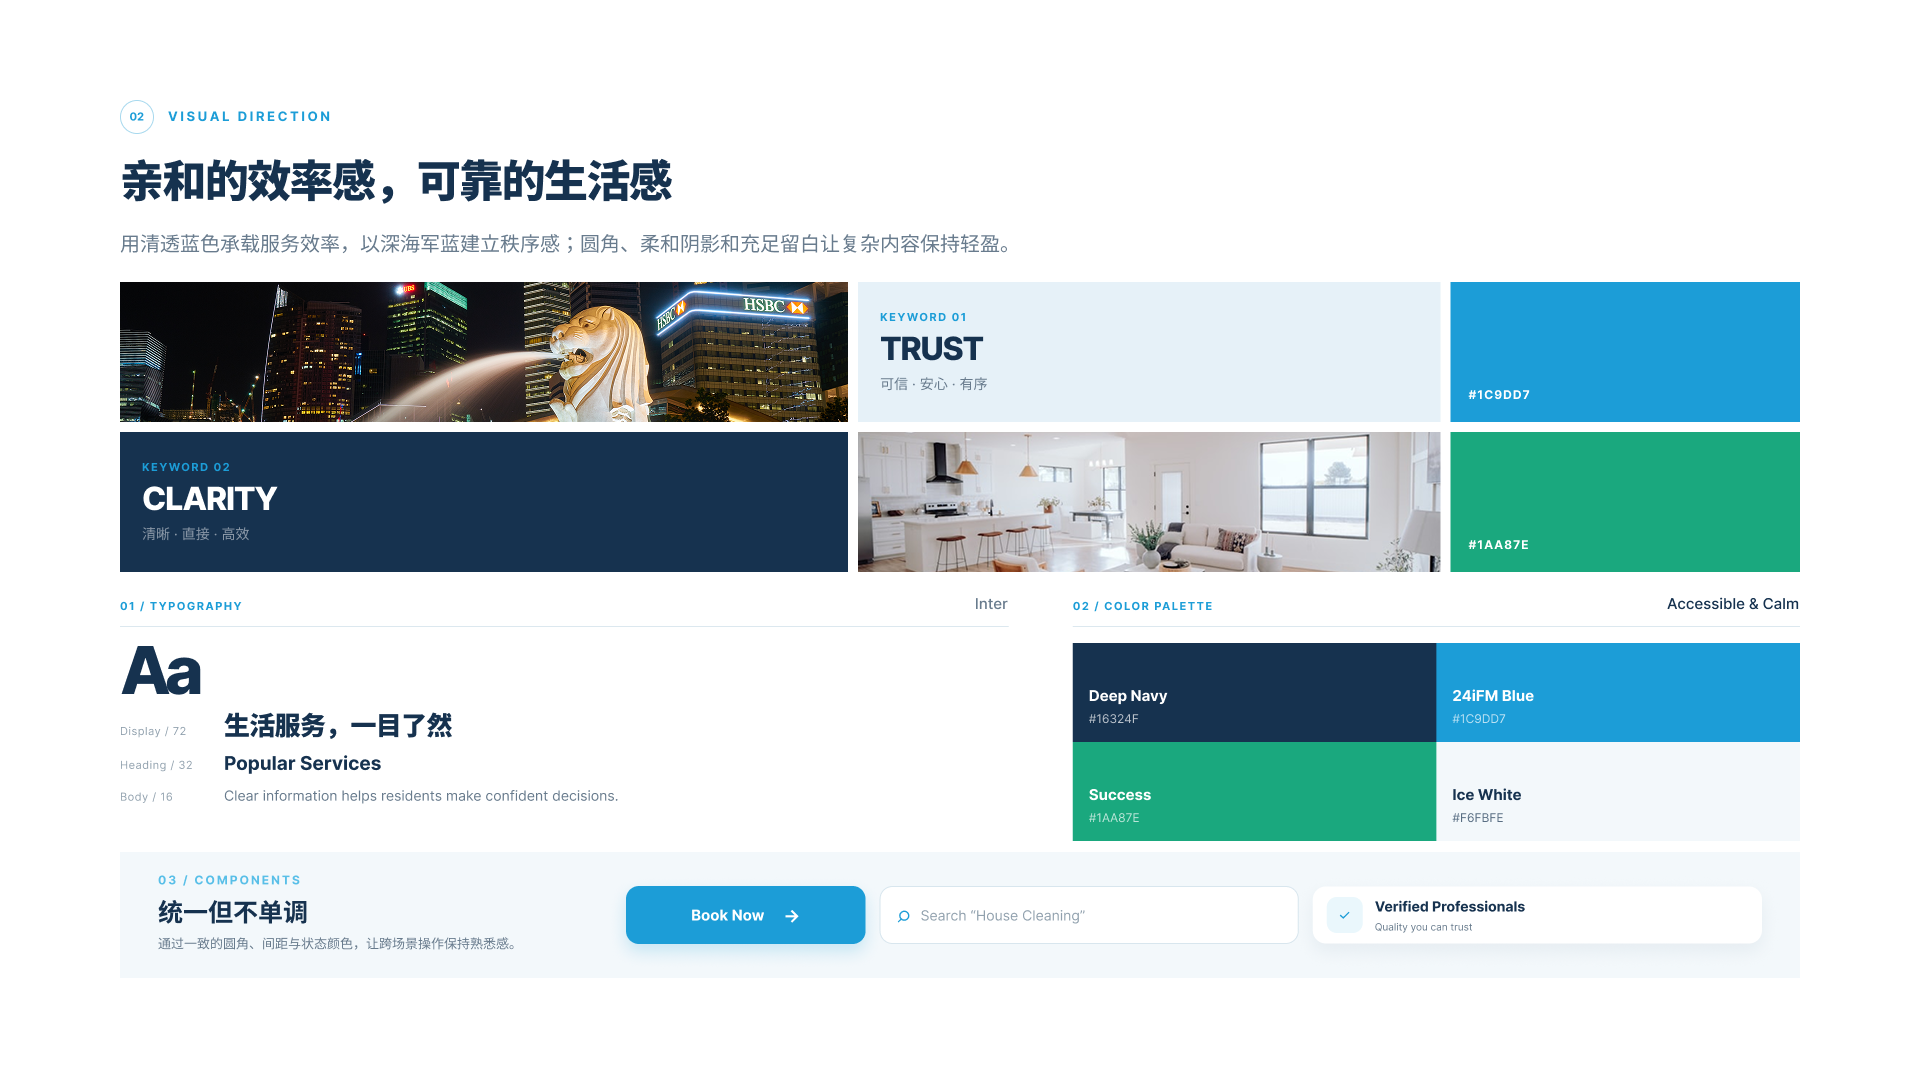 02
VISUAL DIRECTION
亲和的效率感，可靠的生活感
用清透蓝色承载服务效率，以深海军蓝建立秩序感；圆角、柔和阴影和充足留白让复杂内容保持轻盈。
UBS
HSBC
HSBC
KEYWORD 01
TRUST
可信 · 安心 · 有序
#1C9DD7
KEYWORD 02
CLARITY
清晰 · 直接 · 高效
#1AA87E
01 / TYPOGRAPHY
Inter
Aa
Display / 72
生活服务，一目了然
Heading / 32
Popular Services
Body / 16
Clear information helps residents make confident decisions.
02 / COLOR PALETTE
Accessible & Calm
Deep Navy
#16324F
24iFM Blue
#1C9DD7
Success
#1AA87E
Ice White
#F6FBFE
03 / COMPONENTS
统一但不单调
通过一致的圆角、间距与状态颜色，让跨场景操作保持熟悉感。
Book Now →
Search “House Cleaning”
Verified Professionals
Quality you can trust